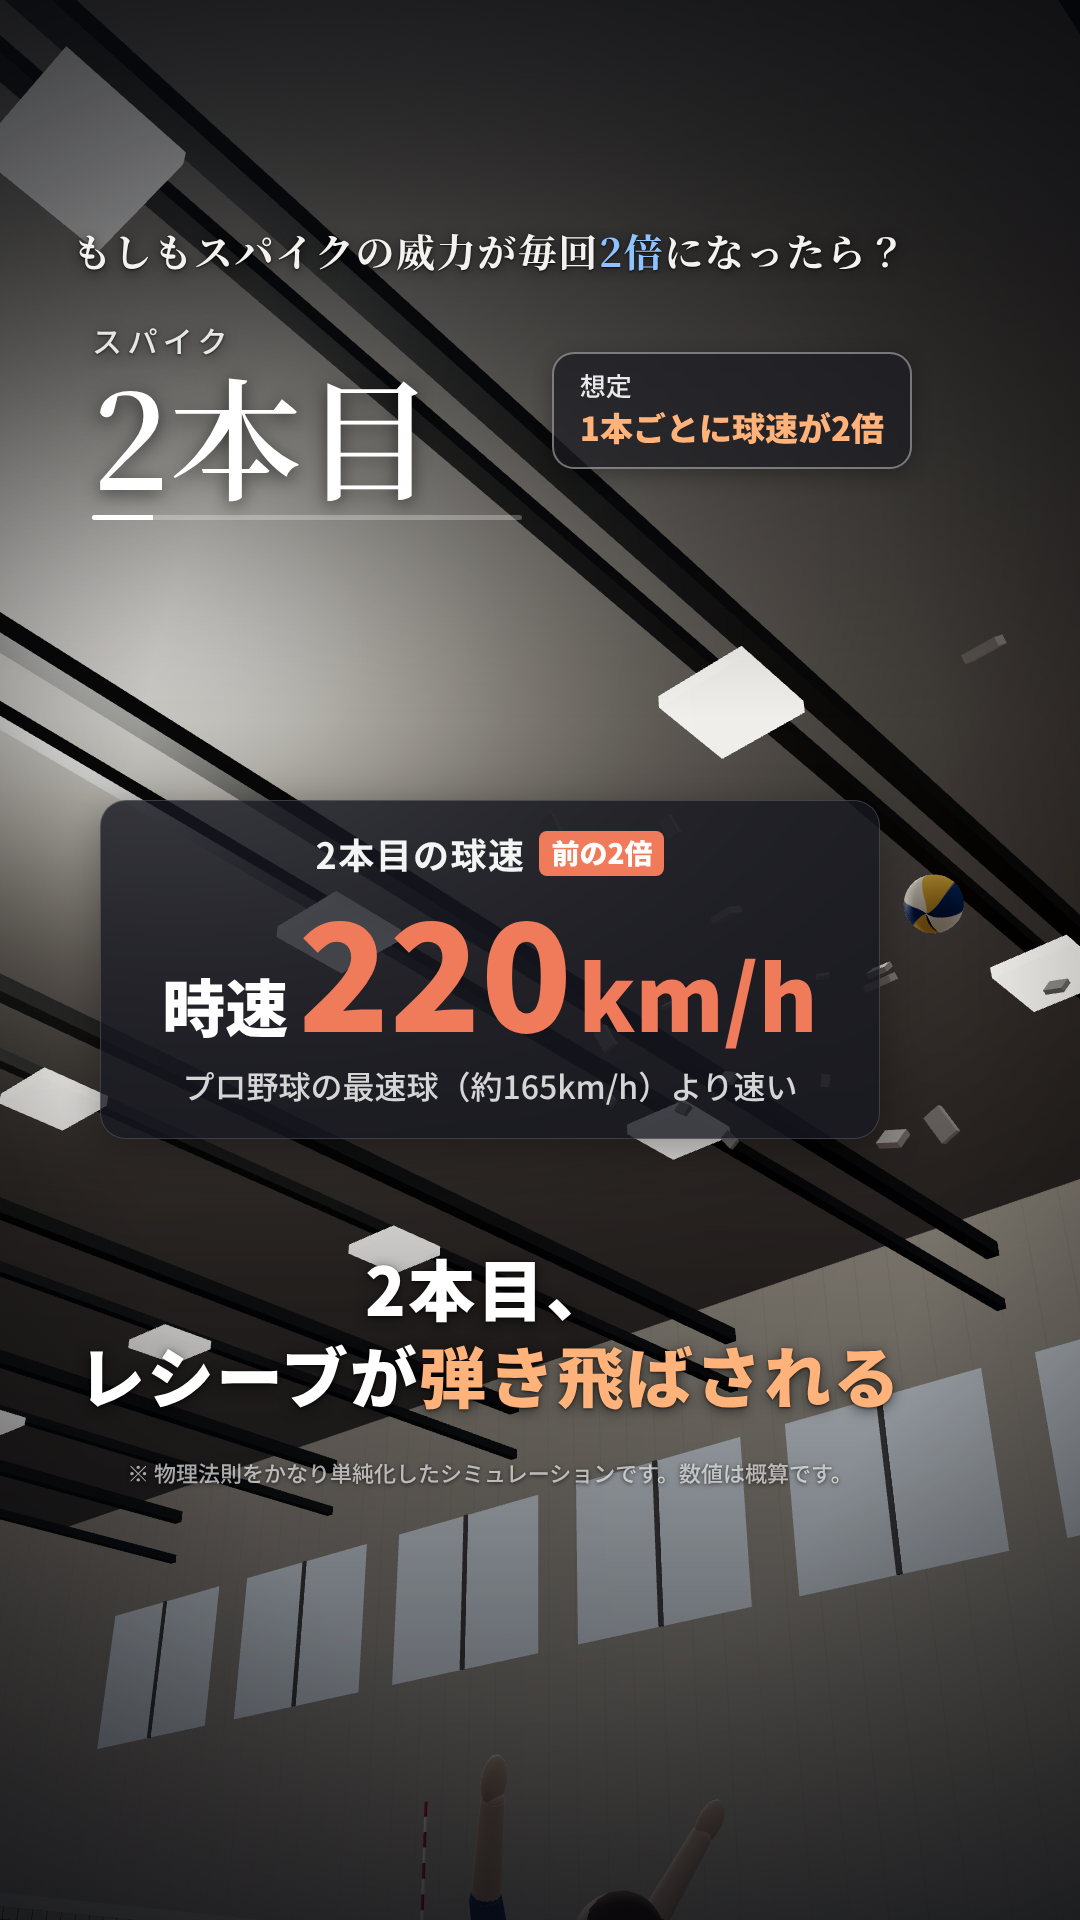 もしもスパイクの威力が毎回2倍になったら？
スパイク
2本目
想定
1本ごとに球速が2倍
2本目の球速 前の2倍
時速220km/h
プロ野球の最速球（約165km/h）より速い
2本目、
レシーブが弾き飛ばされる
※ 物理法則をかなり単純化したシミュレーションです。数値は概算です。